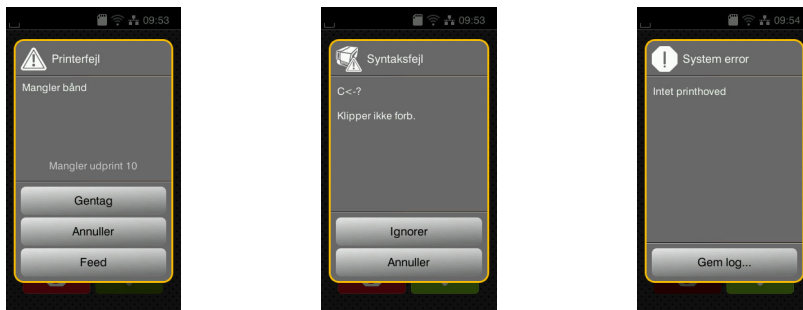 09:53
Printerfejl
Mangler bånd
Mangler udprint 10
Gentag
Annuller
Feed
09:53
Syntaksfejl
C<-?
Klipper ikke forb.
Ignorer
Annuller
09:54
System error
Intet printhoved
Gem log...